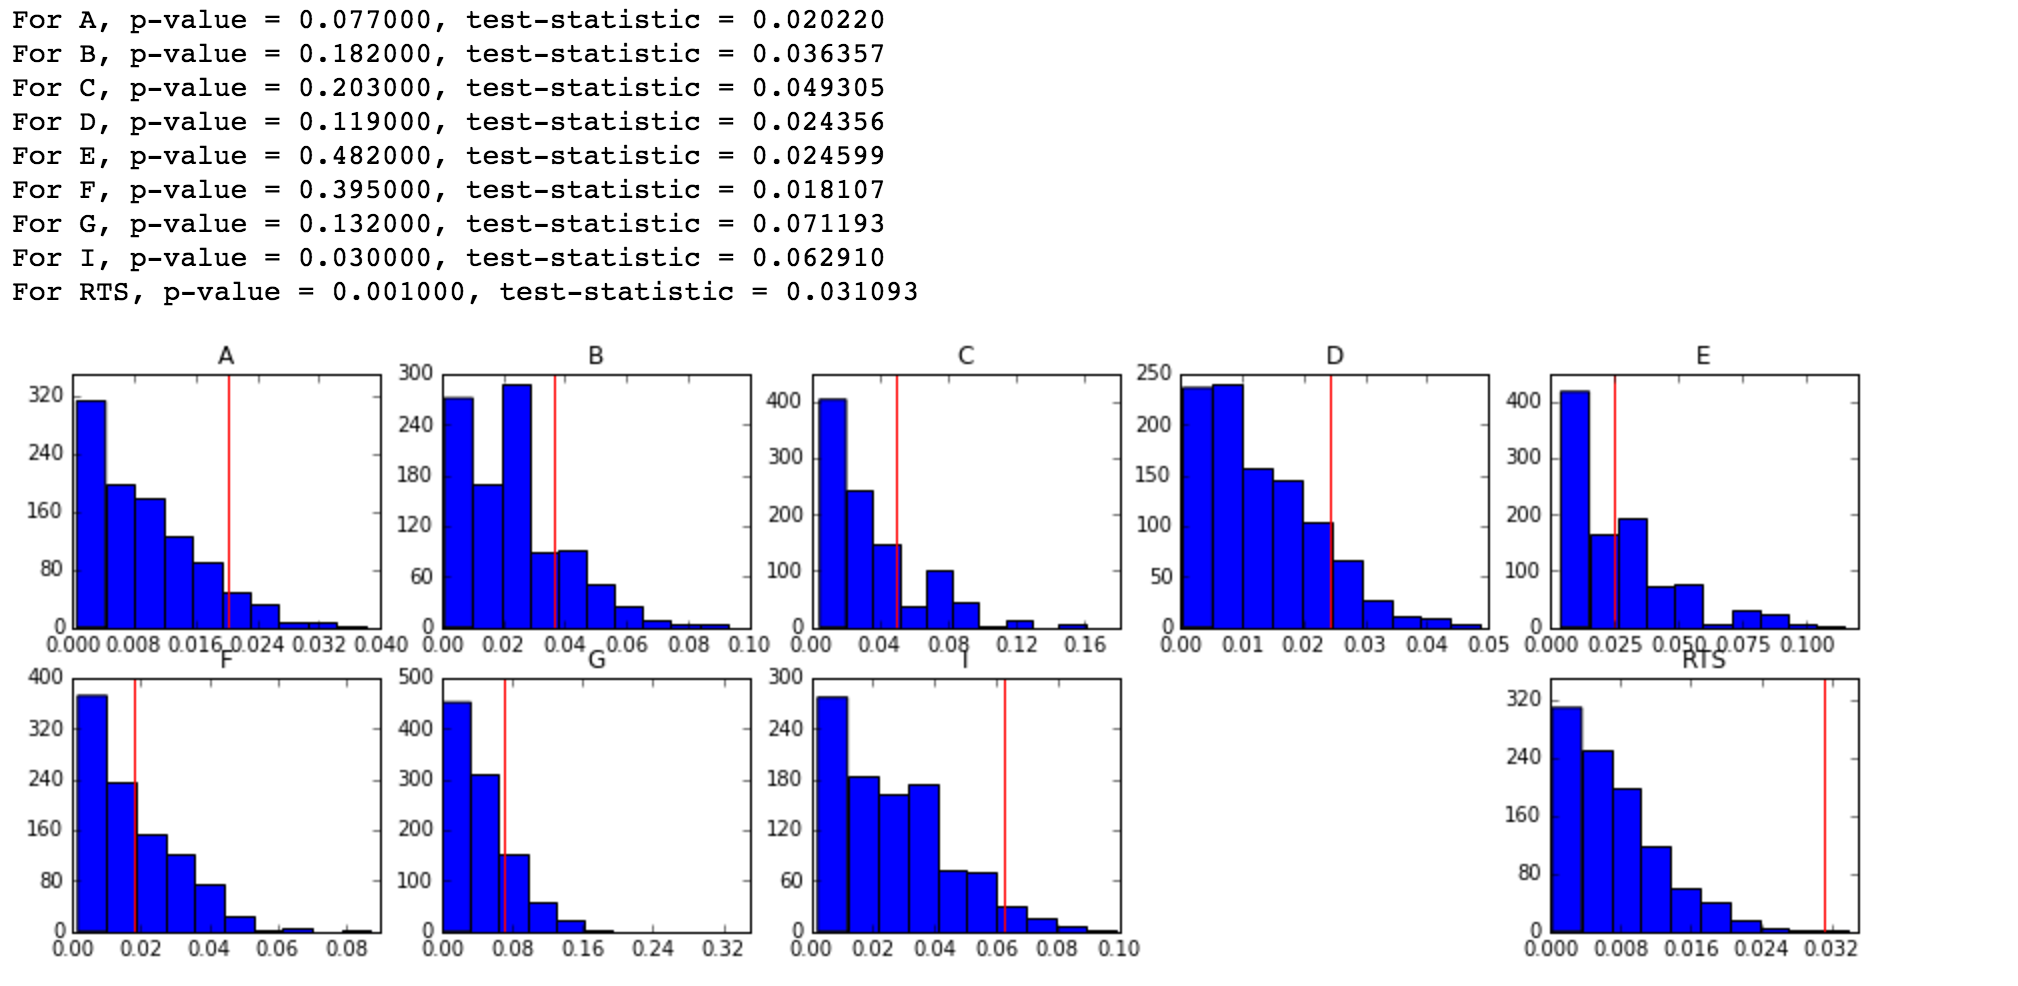 For A, p-value = 0.077000, test-statistic = 0.020220
For B, p-value = 0.182000, test-statistic = 0.036357
For C, p-value = 0.203000, test-statistic = 0.049305
For D, p-value = 0.119000, test-statistic = 0.024356
For E, p-value = 0.482000, test-statistic = 0.024599
For F, p-value = 0.395000, test-statistic = 0.018107
For G, p-value = 0.132000, test-statistic = 0.071193
For I, p-value = 0.030000, test-statistic = 0.062910
For RTS, p-value = 0.001000, test-statistic = 0.031093
A
320
240
160
80
0
0.000 0.008 0.016 0.024 0.032 0.040
B
300
240
180
120
60
0
0.00 0.02 0.04 0.06 0.08 0.10
C
400
300
200
100
0
0.00 0.04 0.08 0.12 0.16
D
250
200
150
100
50
0
0.00 0.01 0.02 0.03 0.04 0.05
E
400
300
200
100
0
0.000 0.025 0.050 0.075 0.100
F
400
320
240
160
80
0
0.00 0.02 0.04 0.06 0.08
G
500
400
300
200
100
0
0.00 0.08 0.16 0.24 0.32
I
300
240
180
120
60
0
0.00 0.02 0.04 0.06 0.08 0.10
RTS
320
240
160
80
0
0.000 0.008 0.016 0.024 0.032